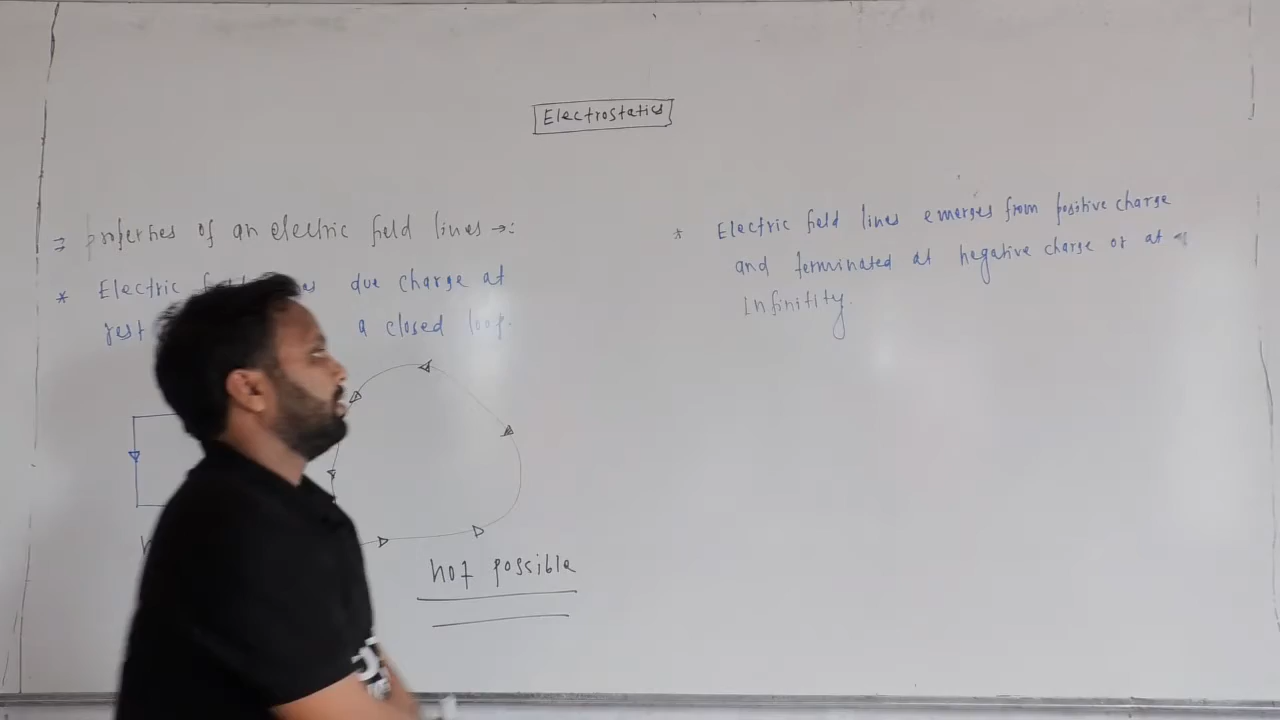 Electrostatics
⇒ Properties of an electric field lines →:
* Electric due charge at
rest a closed loop.
not possible
* Electric field lines emerges from positive charge
and terminated at negative charge or at
Infinitity.